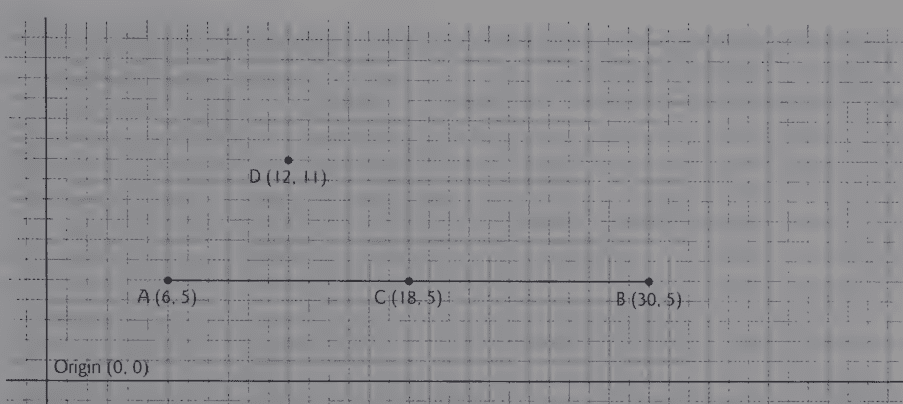 D (12, 11)
A (6, 5)
C (18, 5)
B (30, 5)
Origin (0, 0)